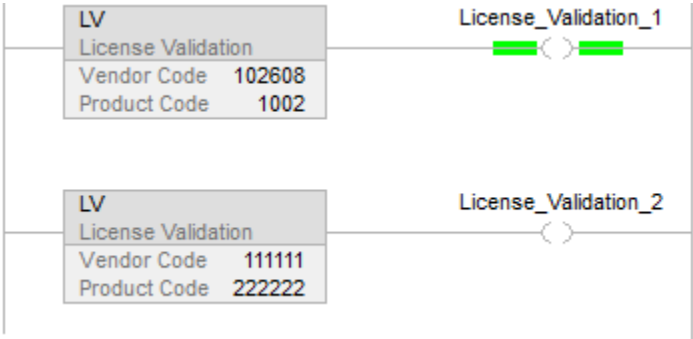 LV
License Validation
Vendor Code 102608
Product Code 1002
License_Validation_1
LV
License Validation
Vendor Code 111111
Product Code 222222
License_Validation_2